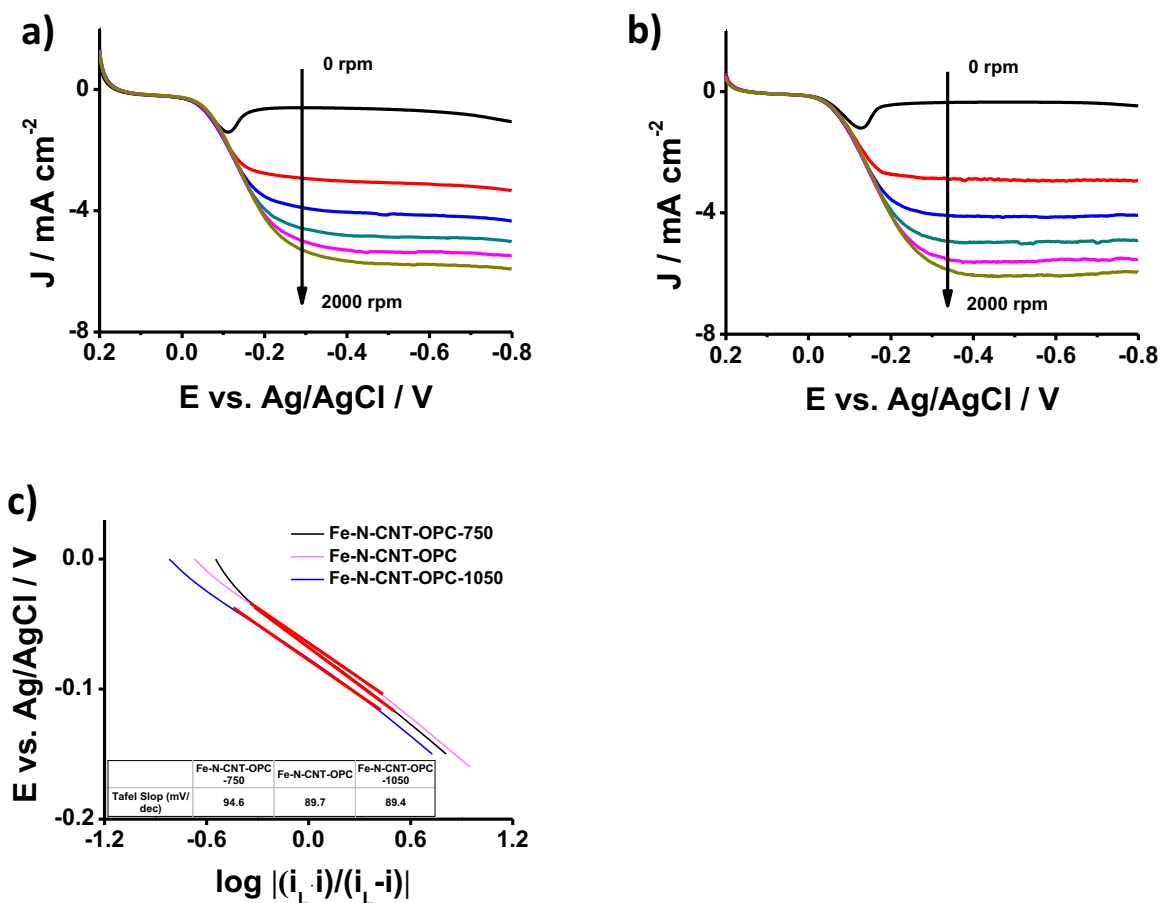 a)
0 rpm
2000 rpm
0
-4
-8
0.2 0.0 -0.2 -0.4 -0.6 -0.8
J / mA cm-2
E vs. Ag/AgCl / V
b)
0 rpm
2000 rpm
0
-4
-8
0.2 0.0 -0.2 -0.4 -0.6 -0.8
J / mA cm-2
E vs. Ag/AgCl / V
c)
Fe-N-CNT-OPC-750
Fe-N-CNT-OPC
Fe-N-CNT-OPC-1050
0.0
-0.1
-0.2
E vs. Ag/AgCl / V
Fe-N-CNT-OPC
-750
Fe-N-CNT-OPC
Fe-N-CNT-OPC
-1050
Tafel Slop (mV/
dec)
94.6 89.7 89.4
-1.2 -0.6 0.0 0.6 1.2
log |(iL·i)/(iL-i)|